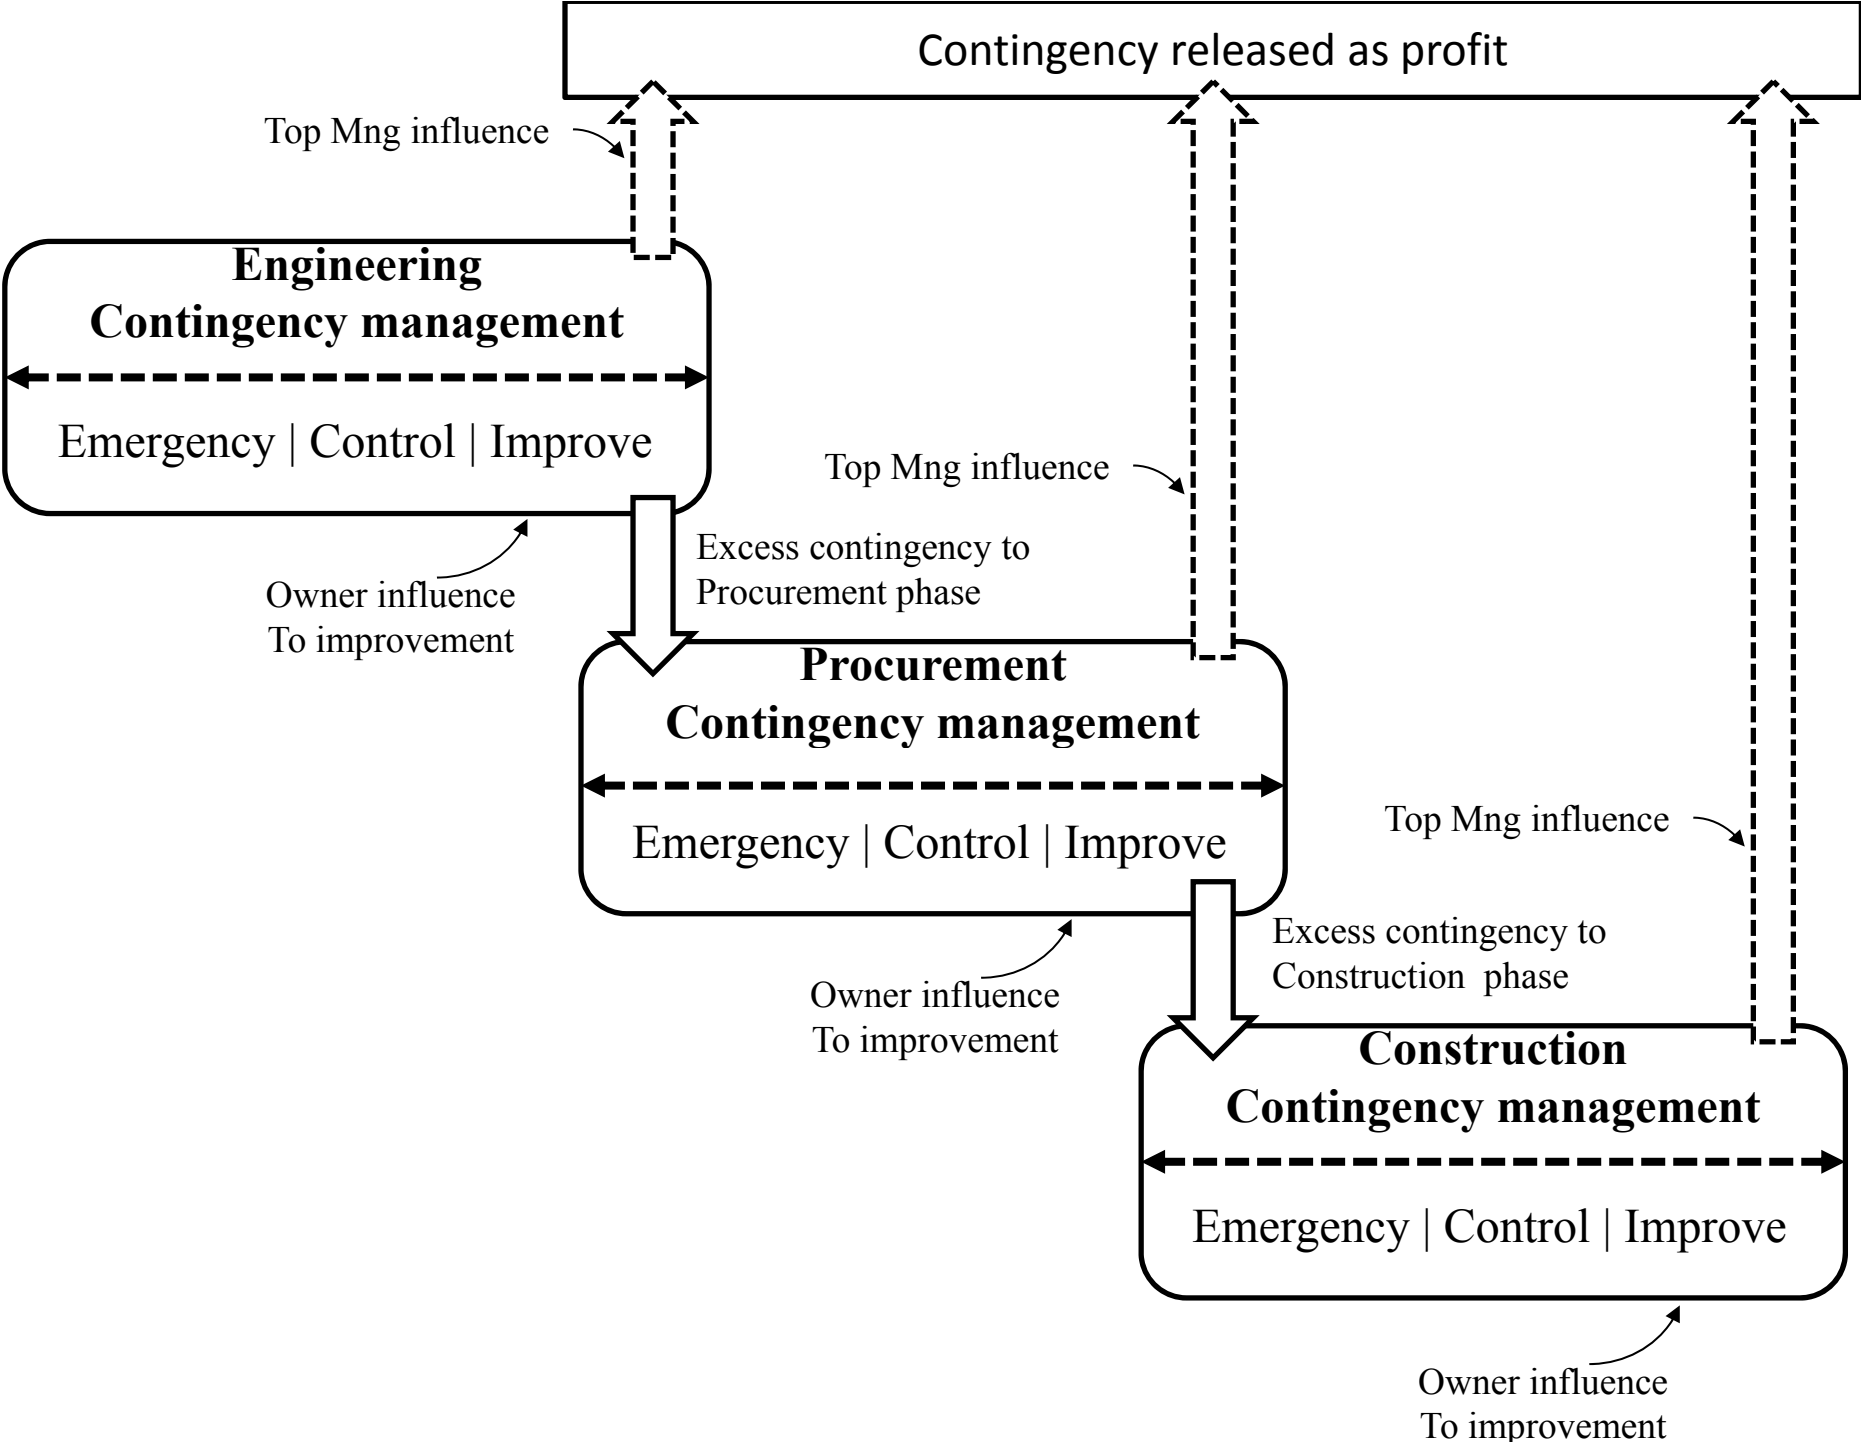 Contingency released as profit
Top Mng influence
Engineering
Contingency management
Emergency | Control | Improve
Top Mng influence
Excess contingency to
Procurement phase
Owner influence
To improvement
Procurement
Contingency management
Emergency | Control | Improve
Top Mng influence
Excess contingency to
Construction phase
Owner influence
To improvement
Construction
Contingency management
Emergency | Control | Improve
Owner influence
To improvement